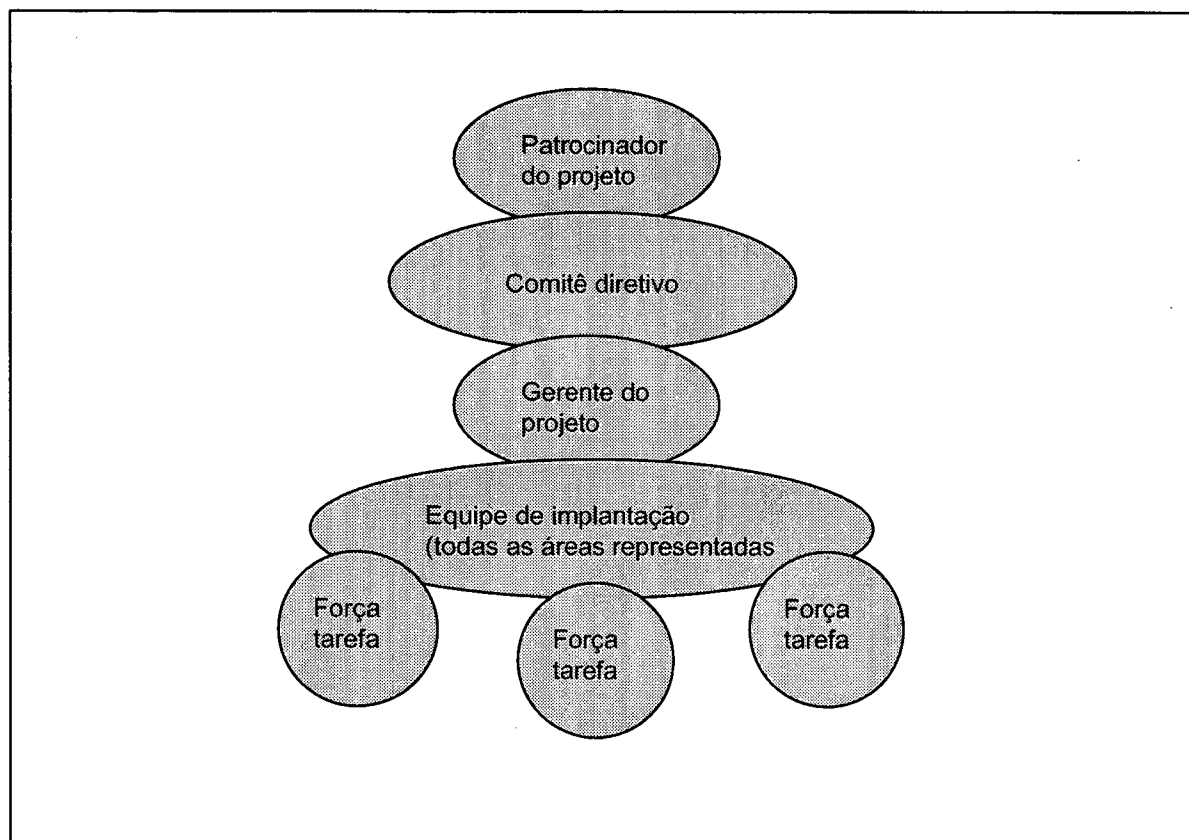 Patrocinador
do projeto
Comitê diretivo
Gerente do
projeto
Equipe de implantação
(todas as áreas representadas
Força
tarefa
Força
tarefa
Força
tarefa